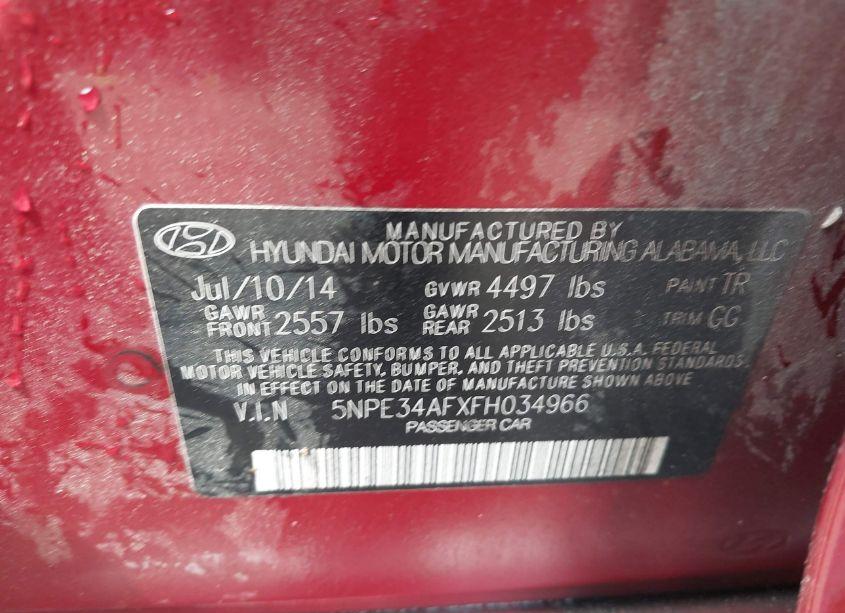 MANUFACTURED BY
HYUNDAI MOTOR MANUFACTURING ALABAMA, LLC
Jul/10/14 GVWR 4497 lbs PAINT TR
GAWR FRONT 2557 lbs GAWR REAR 2513 lbs TRIM GG
THIS VEHICLE CONFORMS TO ALL APPLICABLE U.S.A. FEDERAL
MOTOR VEHICLE SAFETY, BUMPER, AND THEFT PREVENTION STANDARDS.
IN EFFECT ON THE DATE OF MANUFACTURE SHOWN ABOVE
V.I.N 5NPE34AFXFH034966
PASSENGER CAR